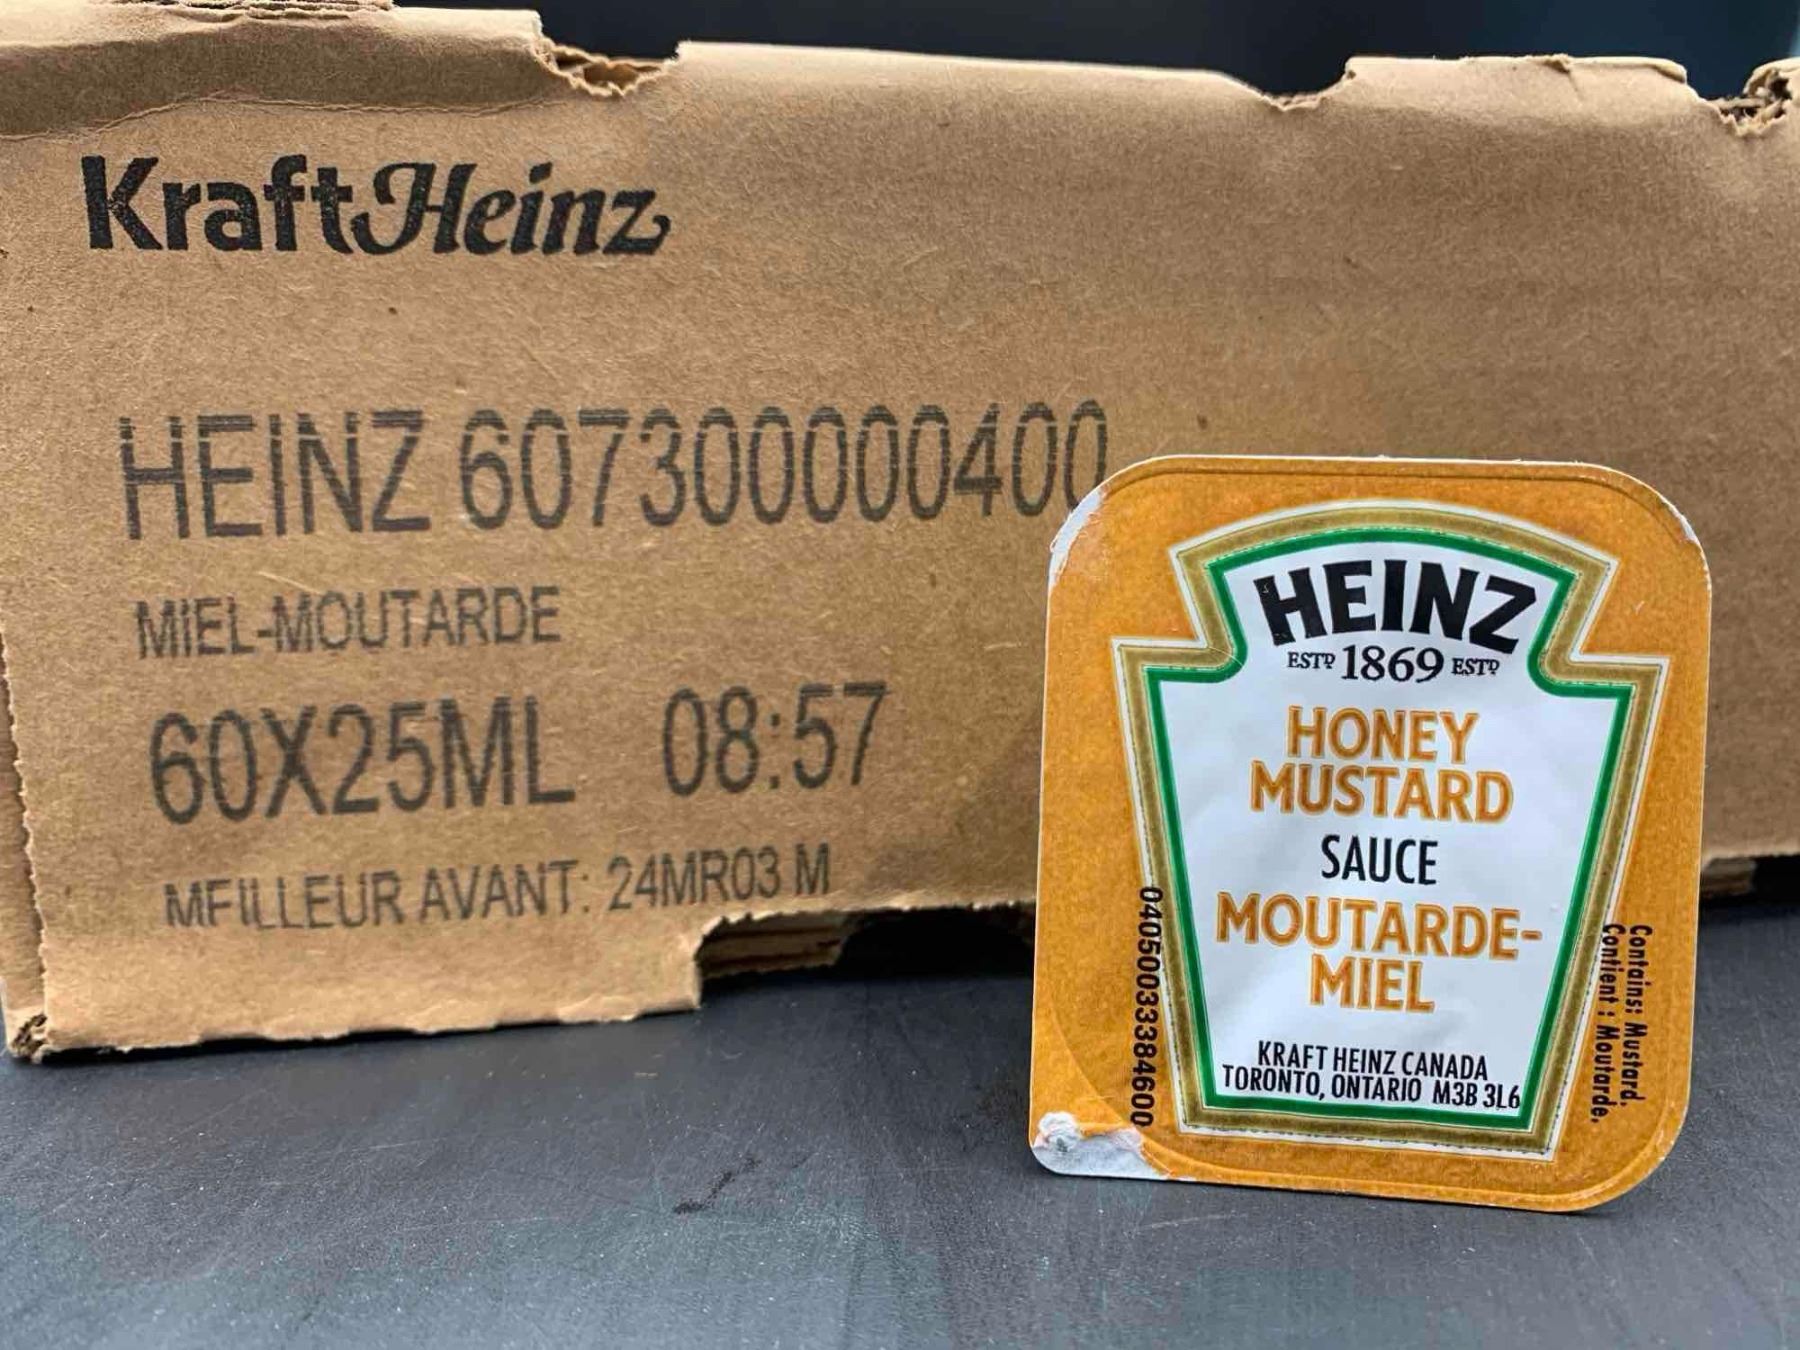 KraftHeinz
HEINZ 607300000400
MIEL-MOUTARDE
60X25ML 08:57
MEILLEUR AVANT: 24MR03 M
HEINZ
ESTD 1869 ESTD
HONEY
MUSTARD
SAUCE
MOUTARDE-
MIEL
KRAFT HEINZ CANADA
TORONTO, ONTARIO M3B 3L6
04050033384600
Contains: Mustard.
Contient : Moutarde.